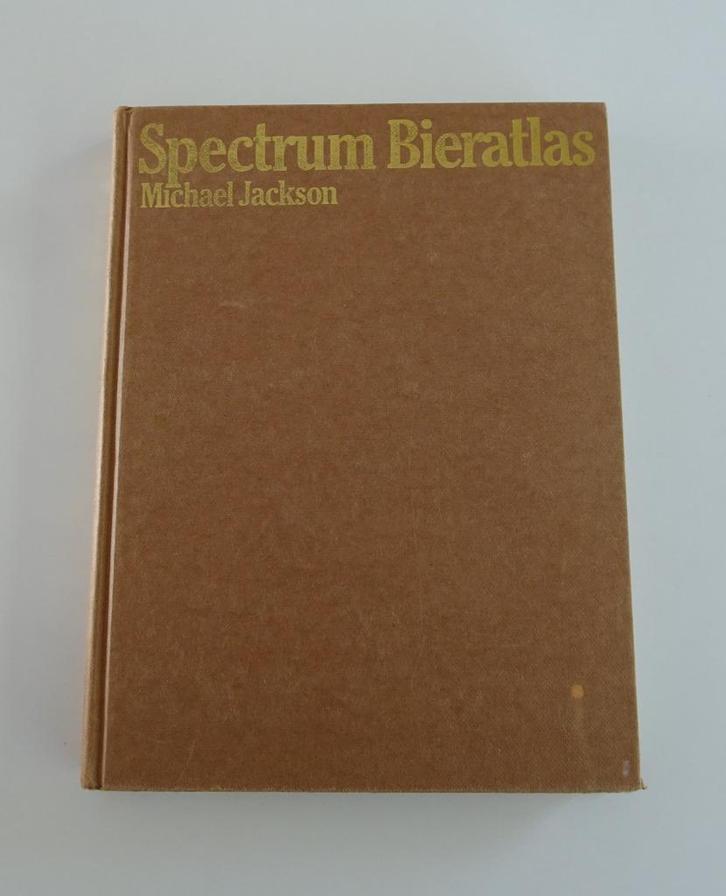 Spectrum Bieratlas
Michael Jackson